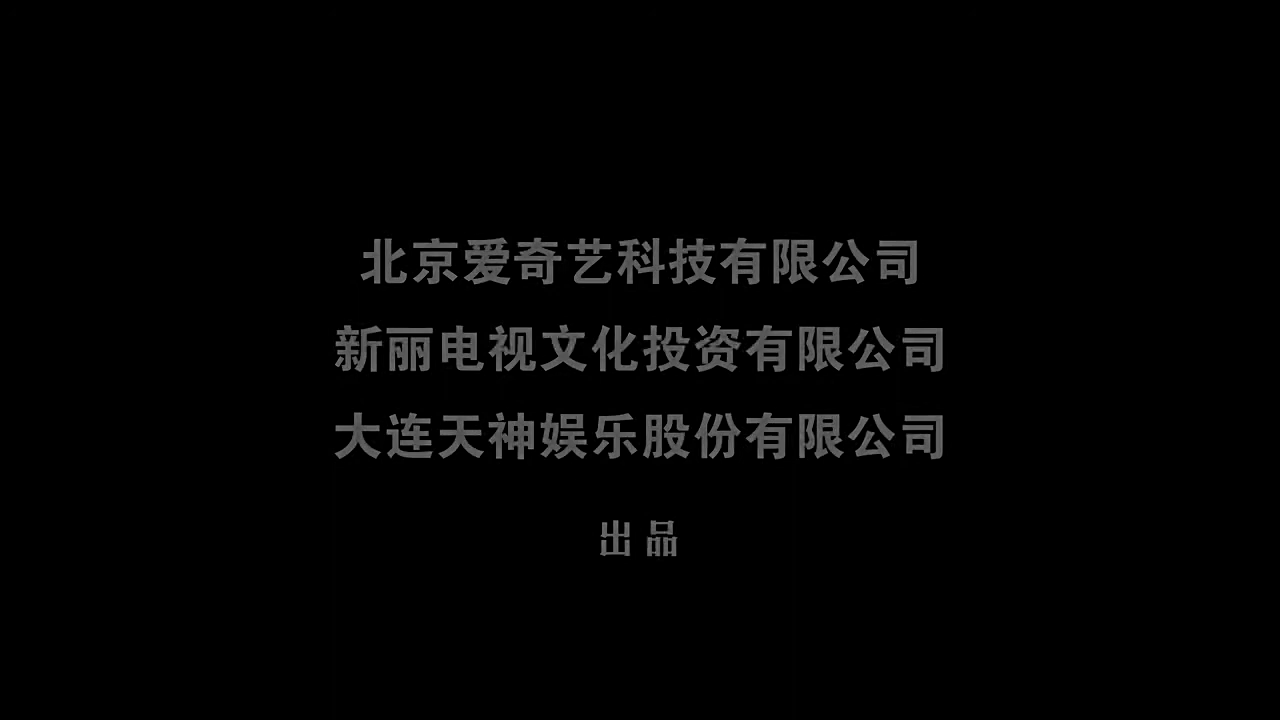 北京爱奇艺科技有限公司
新丽电视文化投资有限公司
大连天神娱乐股份有限公司
出品